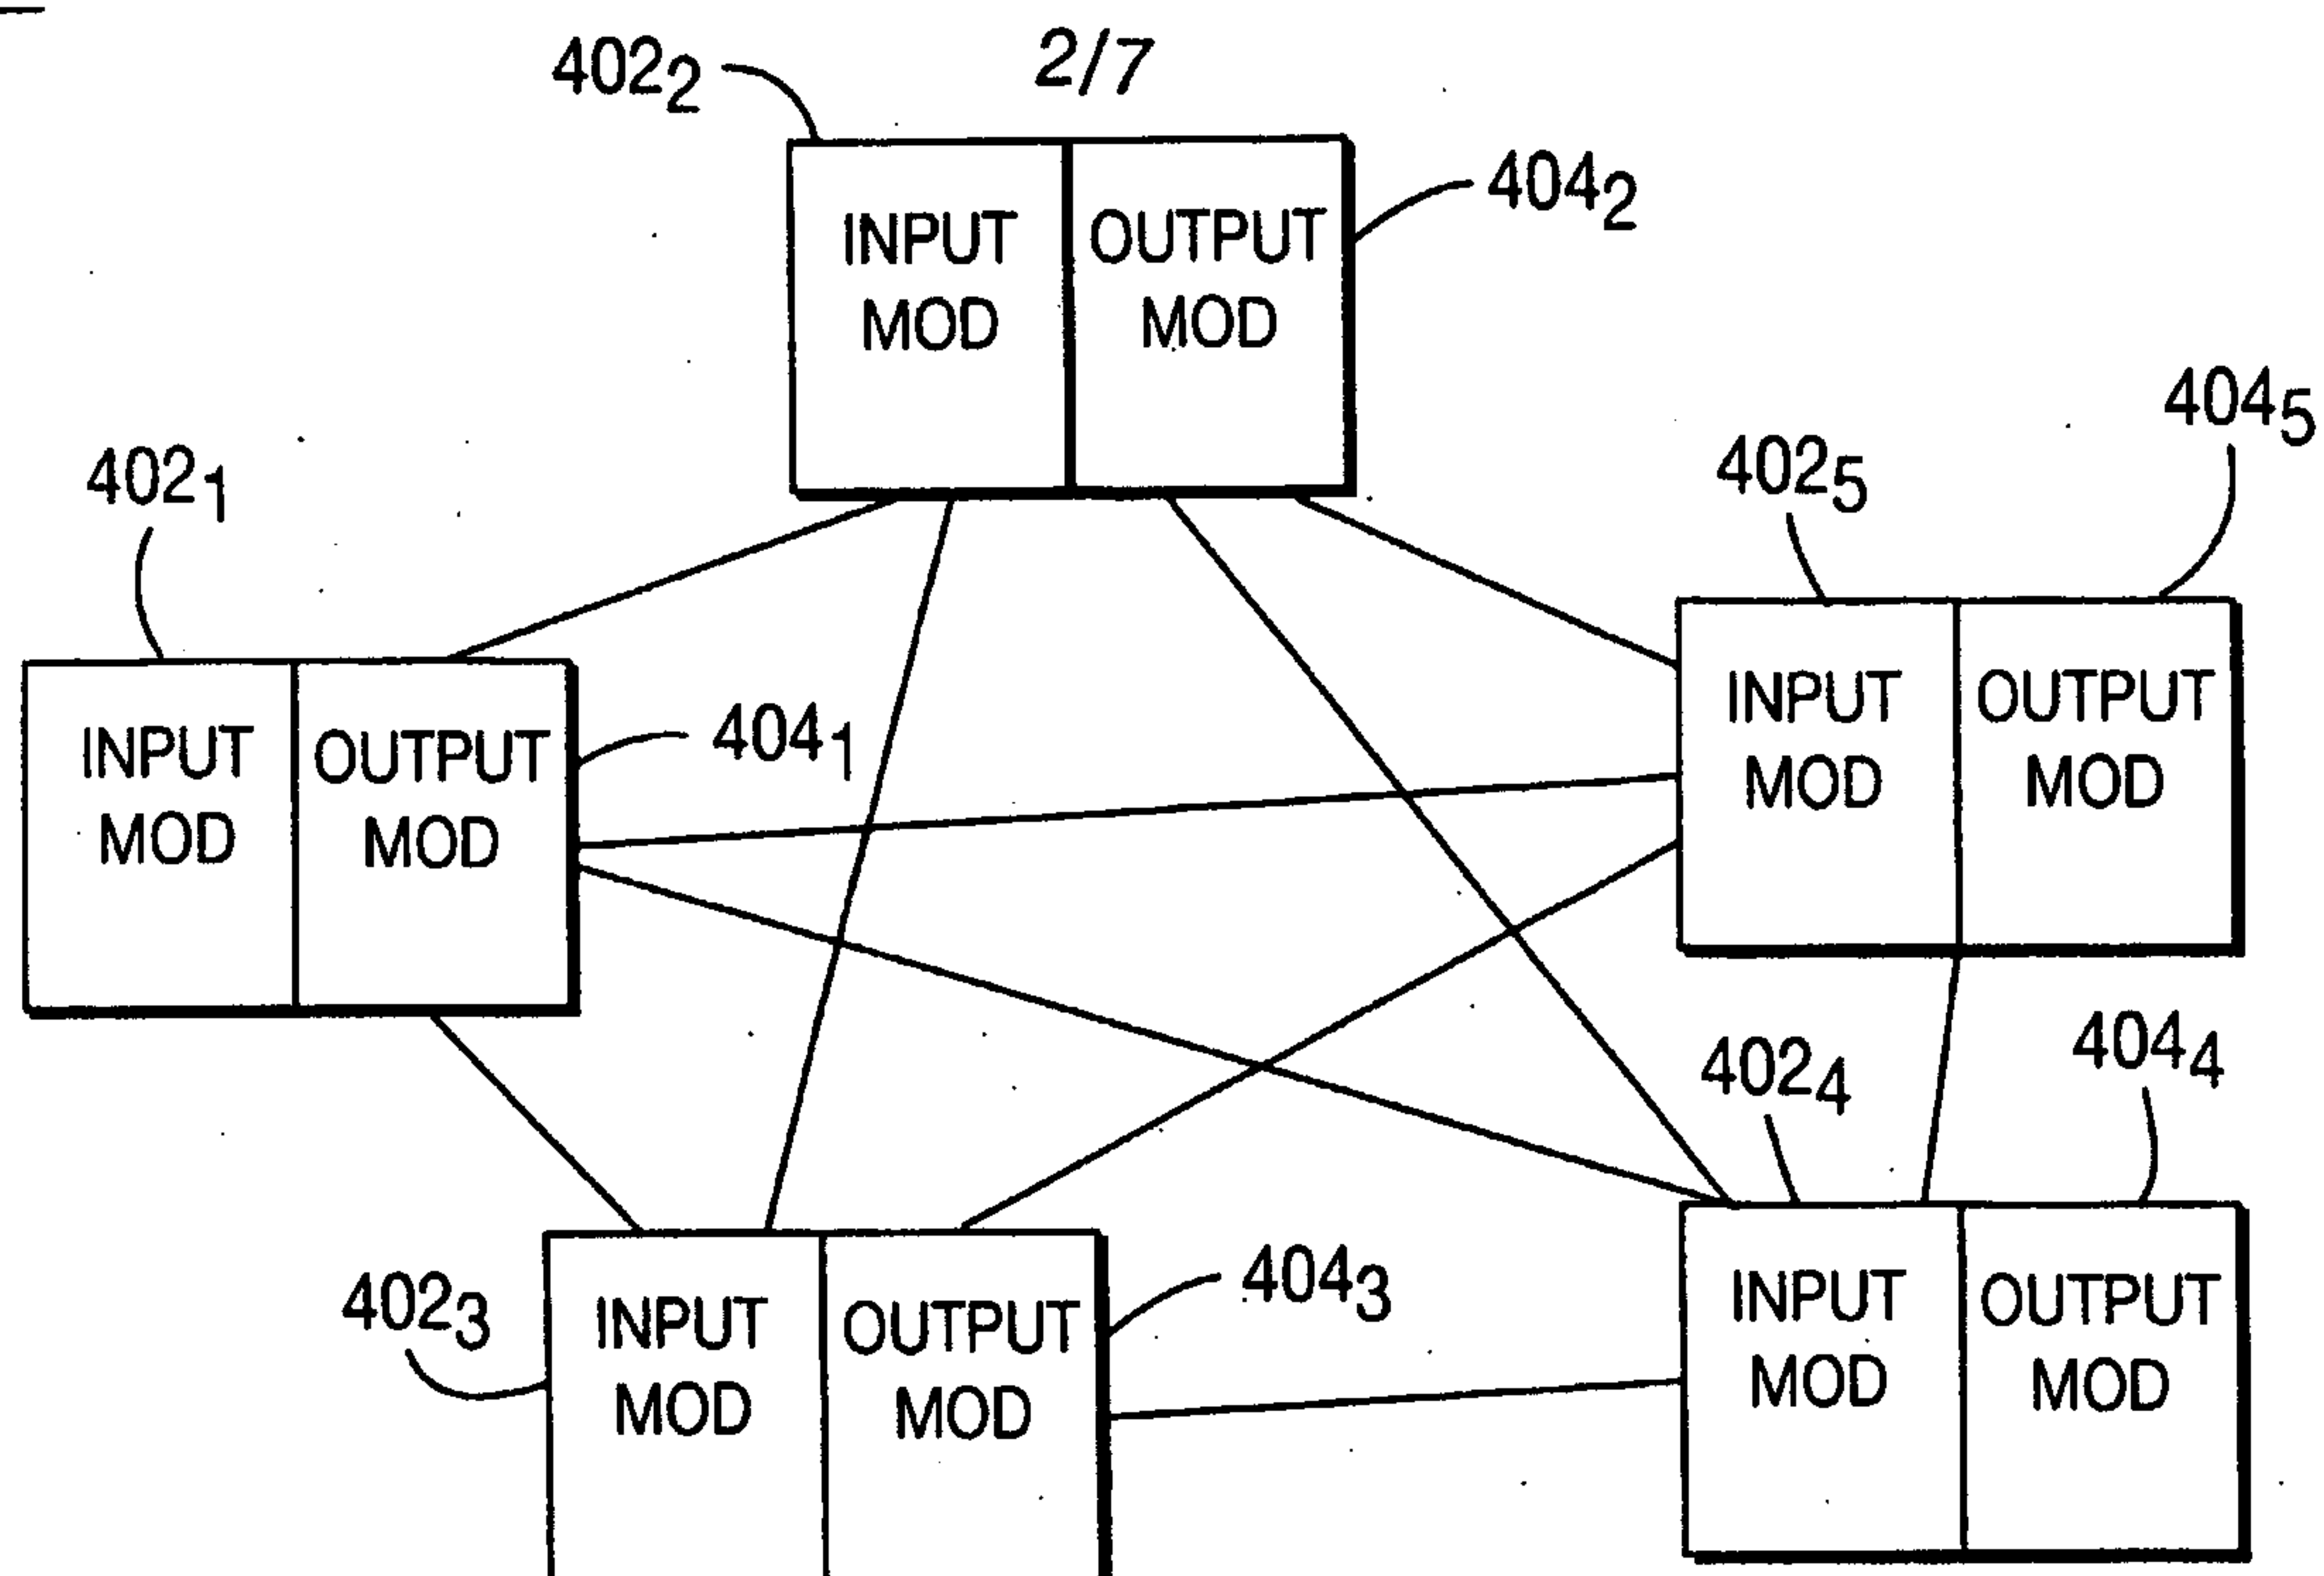 2/7
402₂
404₂
INPUT MOD
OUTPUT MOD
402₁
404₁
INPUT MOD
OUTPUT MOD
402₅
404₅
INPUT MOD
OUTPUT MOD
402₃
404₃
INPUT MOD
OUTPUT MOD
402₄
404₄
INPUT MOD
OUTPUT MOD